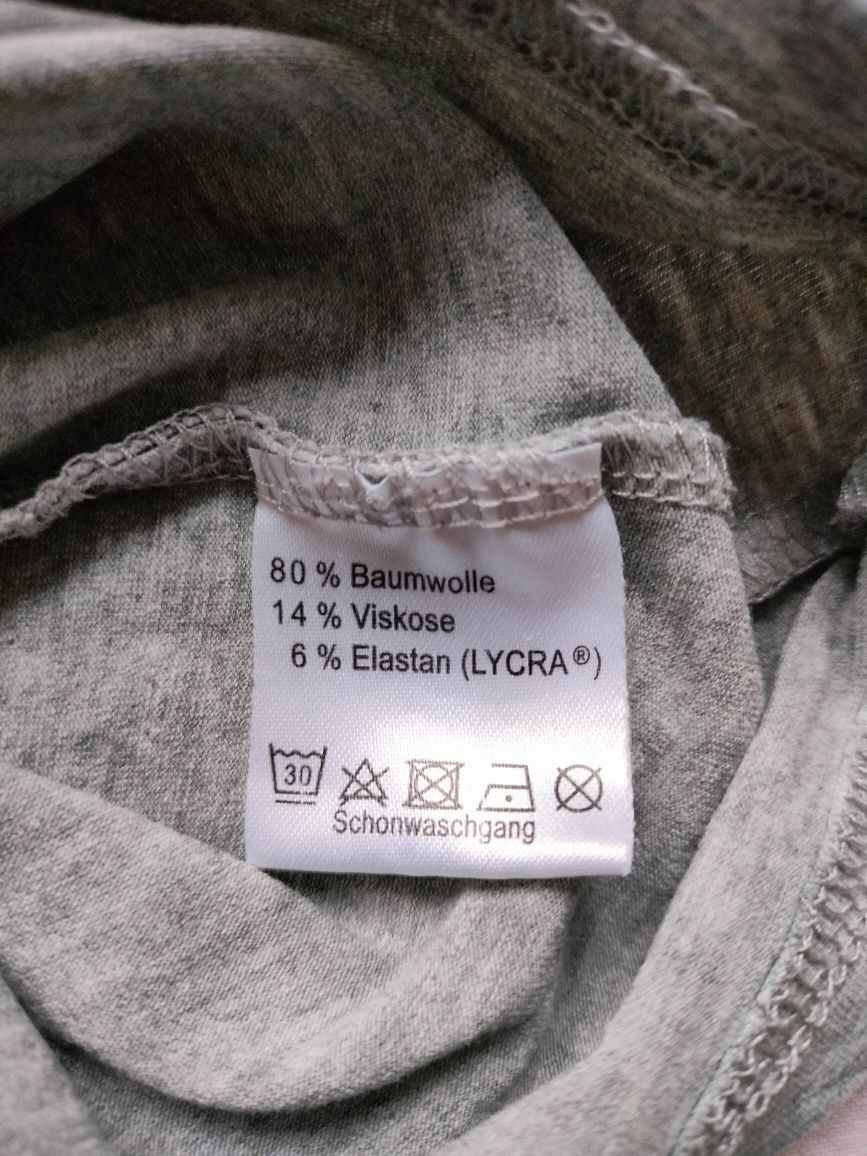 80 % Baumwolle
14 % Viskose
6 % Elastan (LYCRA®)
30
Schonwaschgang